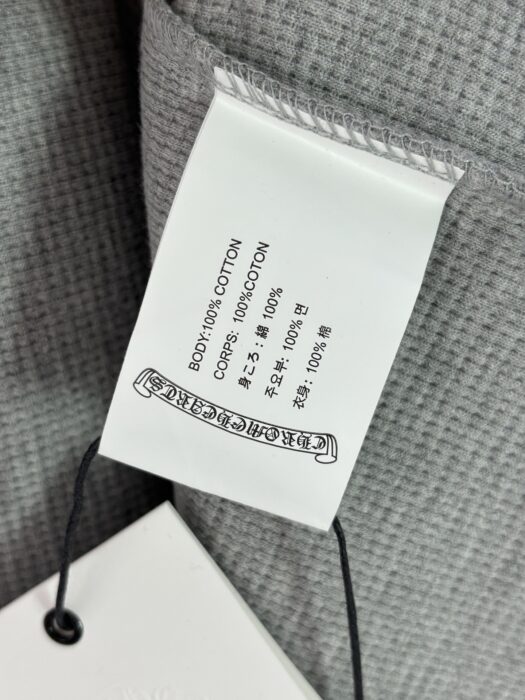 BODY:100% COTTON
CORPS: 100%COTON
身ころ : 綿 100%
주요부: 100% 면
衣身: 100% 棉
CHROME HEARTS